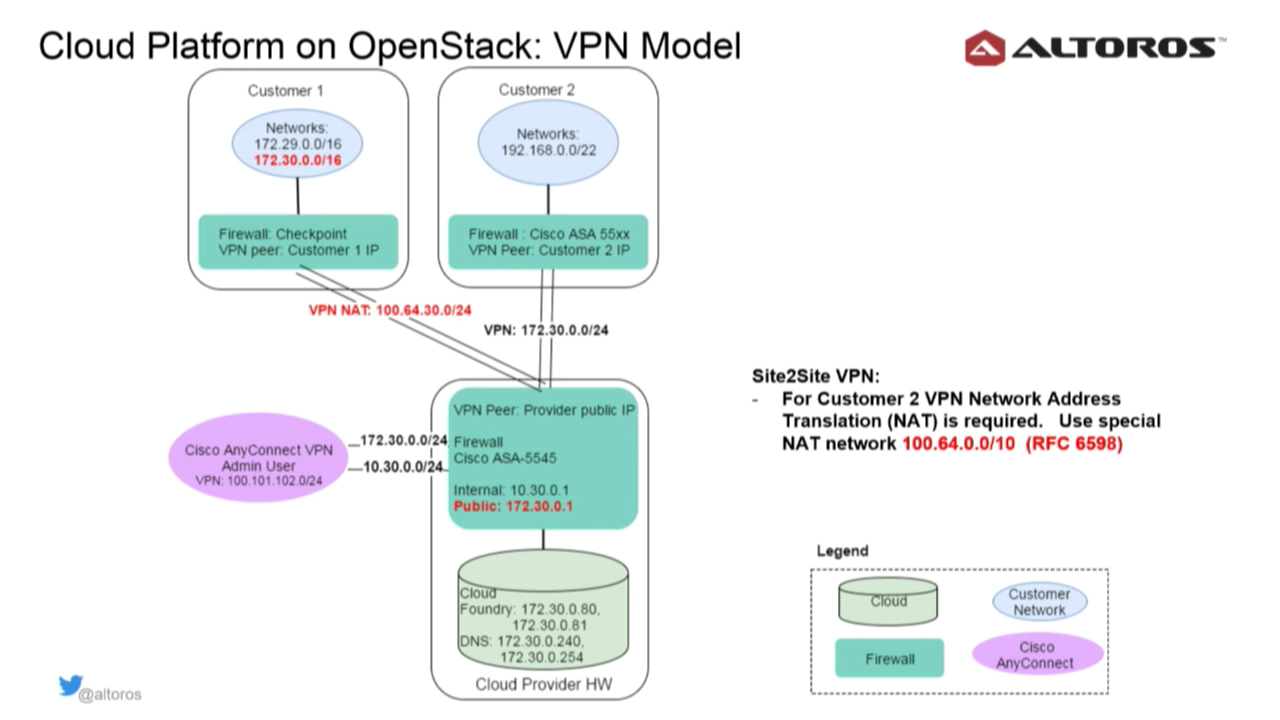 Cloud Platform on OpenStack: VPN Model
ALTOROS™
Customer 1
Networks:
172.29.0.0/16
172.30.0.0/16
Firewall: Checkpoint
VPN peer: Customer 1 IP
Customer 2
Networks:
192.168.0.0/22
Firewall : Cisco ASA 55xx
VPN Peer: Customer 2 IP
VPN NAT: 100.64.30.0/24
VPN: 172.30.0.0/24
Site2Site VPN:
- For Customer 2 VPN Network Address
Translation (NAT) is required. Use special
NAT network 100.64.0.0/10 (RFC 6598)
Cisco AnyConnect VPN
Admin User
VPN: 100.101.102.0/24
172.30.0.0/24
10.30.0.0/24
VPN Peer: Provider public IP
Firewall
Cisco ASA-5545
Internal: 10.30.0.1
Public: 172.30.0.1
Cloud
Foundry: 172.30.0.80,
172.30.0.81
DNS: 172.30.0.240,
172.30.0.254
Cloud Provider HW
Legend
Cloud
Customer
Network
Firewall
Cisco
AnyConnect
@altoros